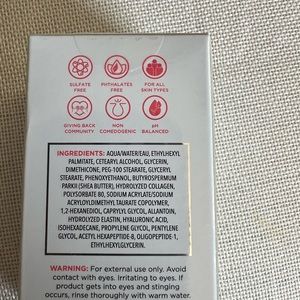 SULFATE
FREE
PHTHALATES
FREE
FOR ALL
SKIN TYPES
GIVING BACK
COMMUNITY
NON
COMEDOGENIC
pH
BALANCED
INGREDIENTS: AQUA/WATER/EAU, ETHYLHEXYL
PALMITATE, CETEARYL ALCOHOL, GLYCERIN,
DIMETHICONE, PEG-100 STEARATE, GLYCERYL
STEARATE, PHENOXYETHANOL, BUTYROSPERMUM
PARKII (SHEA BUTTER), HYDROLYZED COLLAGEN,
POLYSORBATE 80, SODIUM ACRYLATE/SODIUM
ACRYLOYLDIMETHYL TAURATE COPOLYMER,
1,2-HEXANEDIOL, CAPRYLYL GLYCOL, ALLANTOIN,
HYDROLYZED ELASTIN, HYALURONIC ACID,
ISOHEXADECANE, PROPYLENE GLYCOL, PENTYLENE
GLYCOL, ACETYL HEXAPEPTIDE-8, OLIGOPEPTIDE-1,
ETHYLHEXYLGLYCERIN.
WARNING: For external use only. Avoid
contact with eyes. Irritating to eyes. If
product gets into eyes and stinging
occurs, rinse thoroughly with warm water.